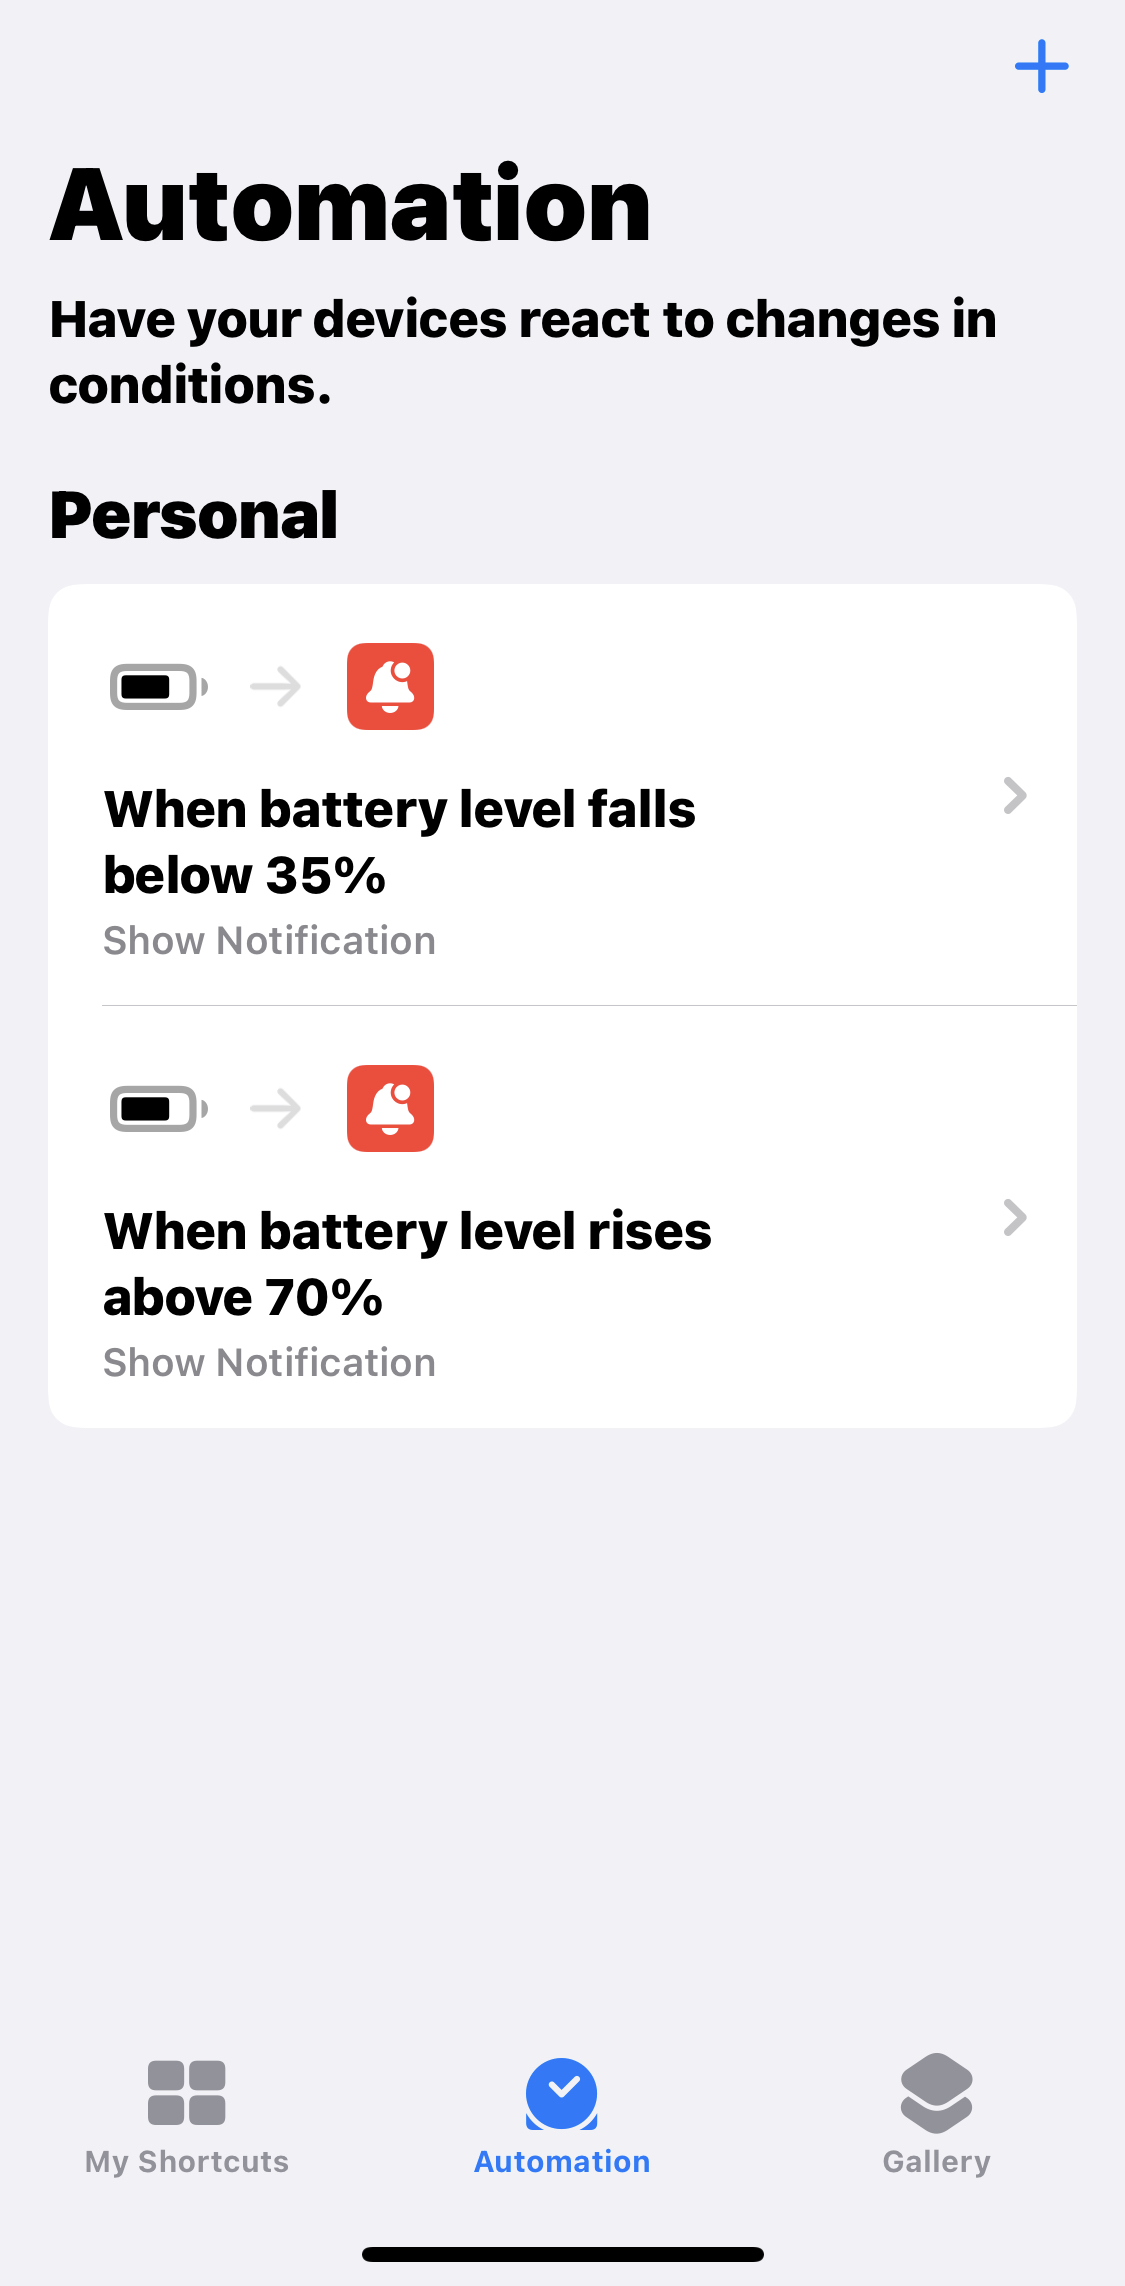 Automation
Have your devices react to changes in
conditions.
Personal
When battery level falls
below 35%
Show Notification
When battery level rises
above 70%
Show Notification
My Shortcuts
Automation
Gallery